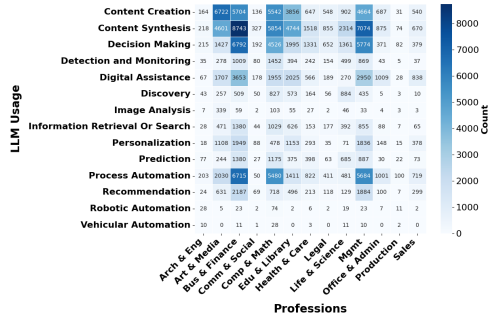 Content Creation - 164 6722 5704 136 5542 3856 647 548 902 4664 687 31 540
Content Synthesis - 218 4601 8743 327 5854 4744 1518 855 2314 7074 875 74 670
Decision Making - 215 1427 6792 192 4526 1995 1331 652 1361 5774 371 82 379
Detection and Monitoring - 35 278 1009 80 1452 394 242 154 499 869 43 5 37
Digital Assistance - 67 1707 3653 178 1955 2025 566 189 270 2950 1009 28 838
Discovery - 43 257 509 50 827 573 164 56 884 435 5 3 10
Image Analysis - 7 339 59 2 103 55 27 2 46 33 4 3 3
Information Retrieval Or Search - 28 471 1380 44 1029 626 153 177 392 855 88 7 65
Personalization - 18 1108 1949 88 478 1153 293 35 71 1836 148 15 378
Prediction - 77 244 1380 27 1175 375 398 63 685 887 30 22 73
Process Automation - 203 2030 6715 151 5480 1411 822 411 481 5684 1001 100 719
Recommendation - 24 631 2187 69 718 496 213 118 129 1884 100 7 299
Robotic Automation - 28 5 23 2 74 2 6 2 19 23 7 11 2
Vehicular Automation - 10 0 3 1 28 0 3 0 11 10 0 2 0
Arch & Eng
Art & Media
Bus & Finance
Comm & Social
Comp & Math
Edu & Library
Health & Care
Legal
Life & Science
Mgmt
Office & Admin
Production
Sales
Professions
LLM Usage
8000
7000
6000
5000
4000
3000
2000
1000
0
Count